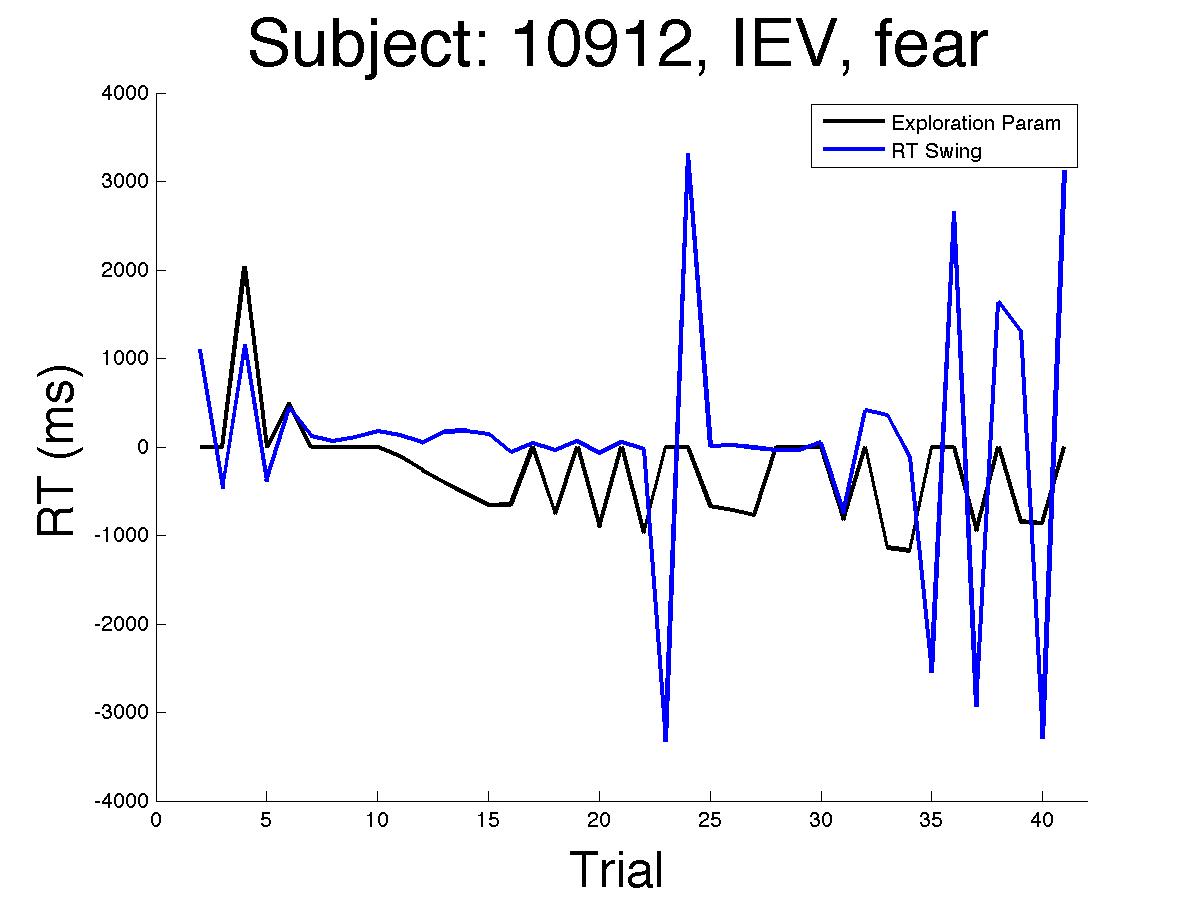 Subject: 10912, IEV, fear
Exploration Param
RT Swing
4000
3000
2000
1000
0
-1000
-2000
-3000
-4000
RT (ms)
0 5 10 15 20 25 30 35 40
Trial